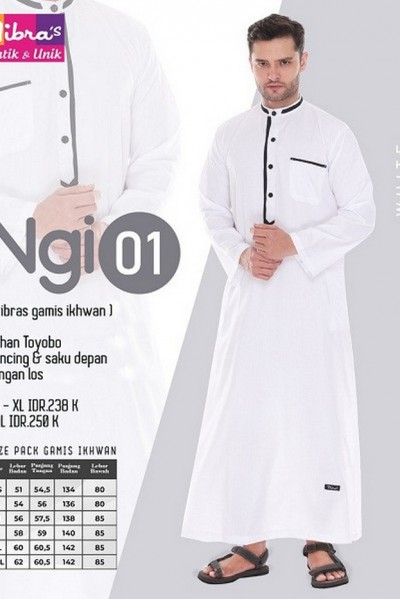 ibra's
tik & Unik
Ngi 01
ibras gamis ikhwan )
han Toyobo
ncing & saku depan
ngan los
– XL IDR.238 K
L IDR.250 K
ZE PACK GAMIS IKHWAN
Lebar Badan Panjang Tangan Panjang Badan Lebar Bawah
S 51 54,5 134 80
54 56 136 80
56 57,5 138 85
58 59 140 85
L 60 60,5 142 85
L 62 60,5 142 85
WHITE